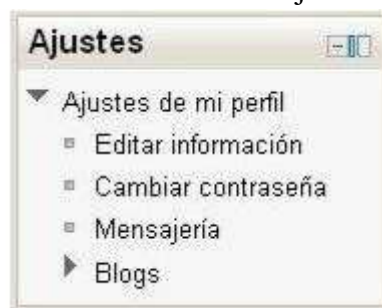 Ajustes
Ajustes de mi perfil
Editar información
Cambiar contraseña
Mensajería
Blogs